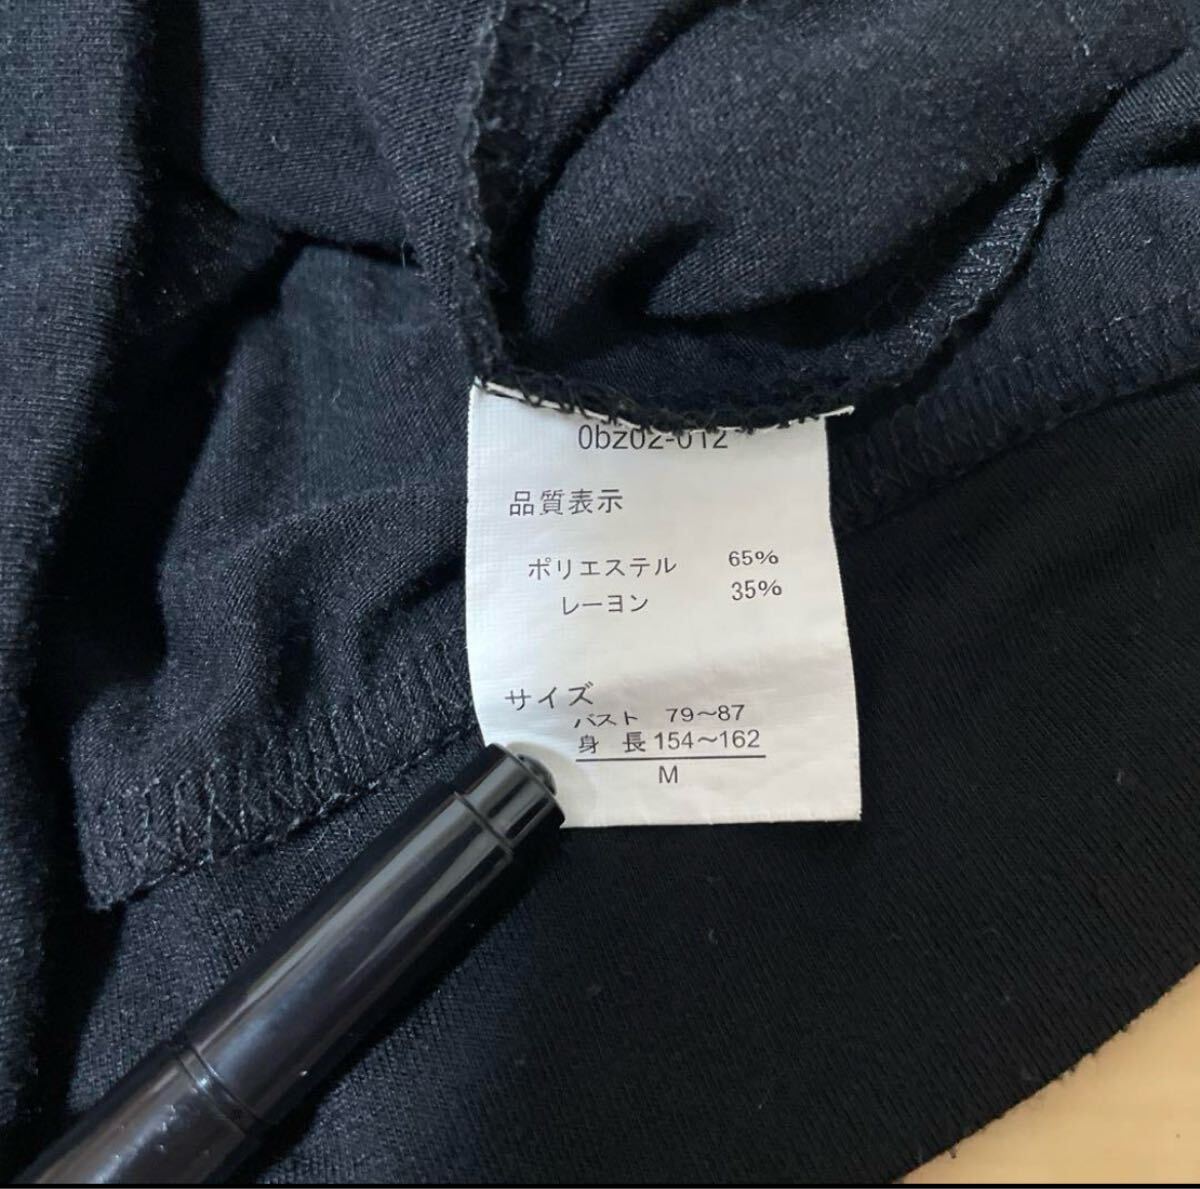 0bz02-012
品質表示
ポリエステル 65%
レーヨン 35%
サイズ
バスト 79～87
身 長 154～162
M